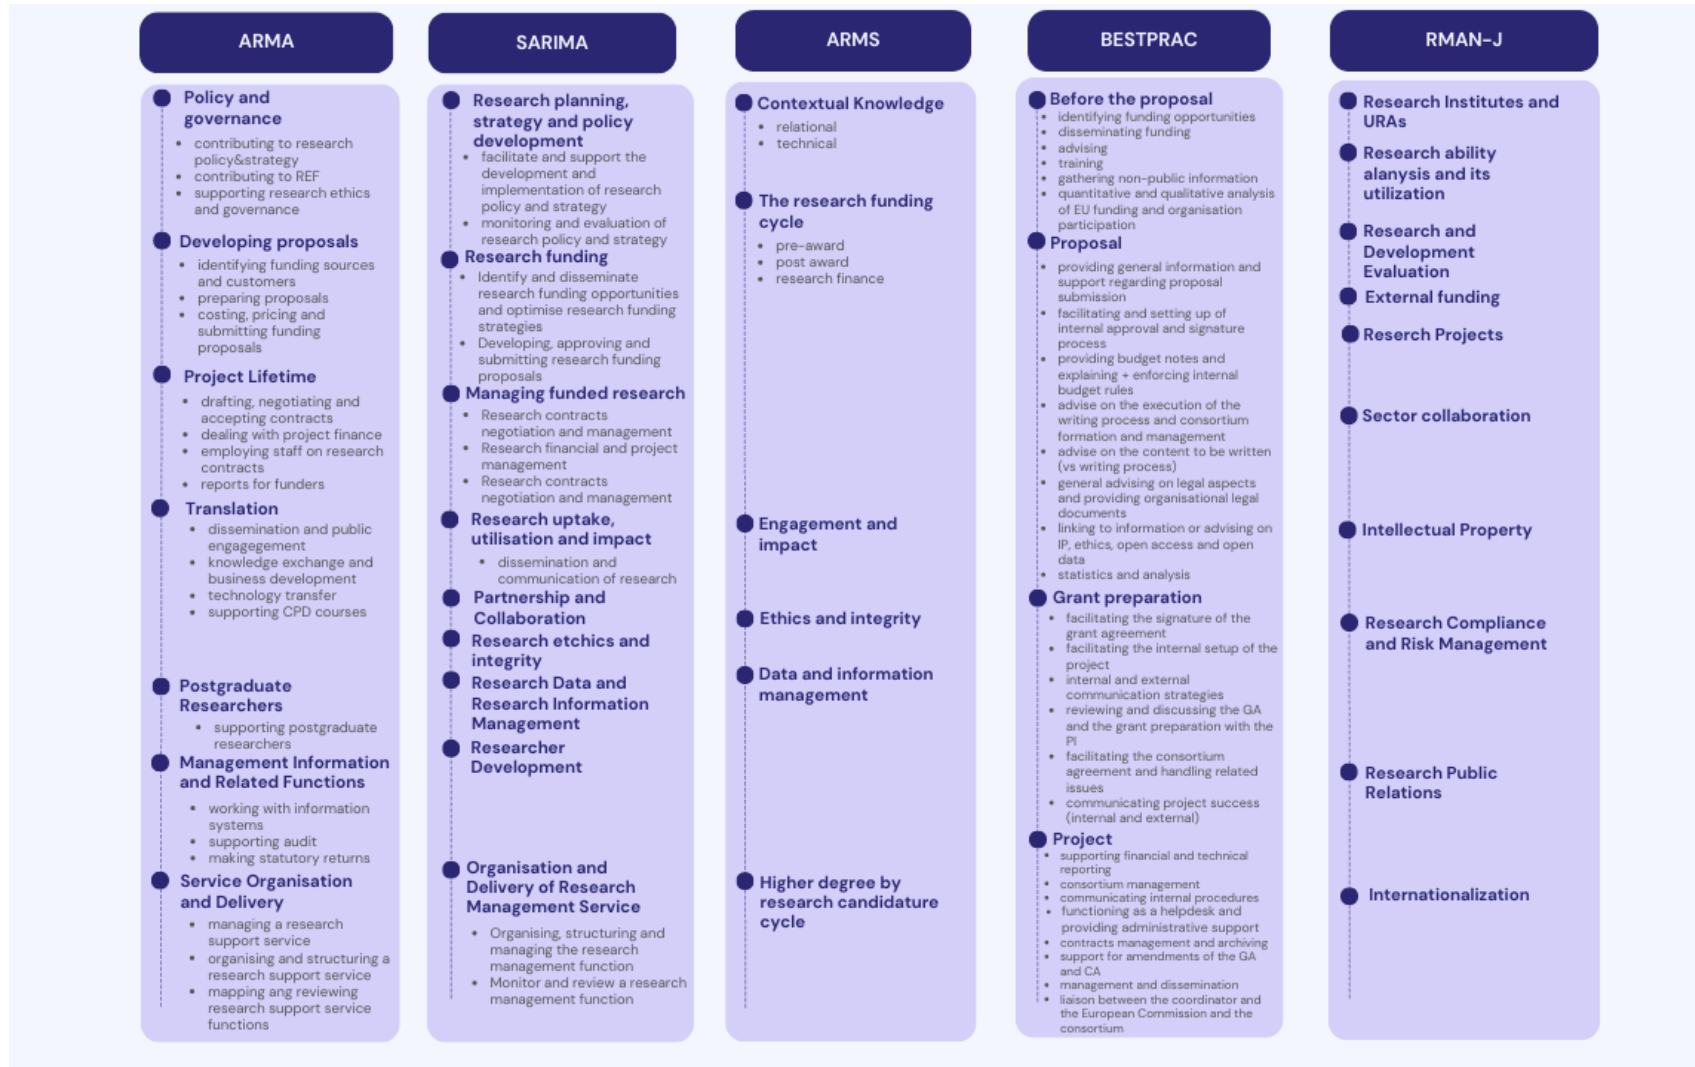 ARMA
Policy and
governance
contributing to research
policy&strategy
contributing to REF
supporting research ethics
and governance
Developing proposals
identifying funding sources
and customers
preparing proposals
costing, pricing and
submitting funding
proposals
Project Lifetime
drafting, negotiating and
accepting contracts
dealing with project finance
employing staff on research
contracts
reports for funders
Translation
dissemination and public
engagegement
knowledge exchange and
business development
technology transfer
supporting CPD courses
Postgraduate
Researchers
supporting postgraduate
researchers
Management Information
and Related Functions
working with information
systems
supporting audit
making statutory returns
Service Organisation
and Delivery
managing a research
support service
organising and structuring a
research support service
mapping ang reviewing
research support service
functions
SARIMA
Research planning,
strategy and policy
development
facilitate and support the
development and
implementation of research
policy and strategy
monitoring and evaluation of
research policy and strategy
Research funding
Identify and disseminate
research funding opportunities
and optimise research funding
strategies
Developing, approving and
submitting research funding
proposals
Managing funded research
Research contracts
negotiation and management
Research financial and project
management
Research contracts
negotiation and management
Research uptake,
utilisation and impact
dissemination and
communication of research
Partnership and
Collaboration
Research etchics and
integrity
Research Data and
Research Information
Management
Researcher
Development
Organisation and
Delivery of Research
Management Service
Organising, structuring and
managing the research
management function
Monitor and review a research
management function
ARMS
Contextual Knowledge
relational
technical
The research funding
cycle
pre-award
post award
research finance
Engagement and
impact
Ethics and integrity
Data and information
management
Higher degree by
research candidature
cycle
BESTPRAC
Before the proposal
identifying funding opportunities
disseminating funding
advising
training
gathering non-public information
quantitative and qualitative analysis
of EU funding and organisation
participation
Proposal
providing general information and
support regarding proposal
submission
facilitating and setting up of
internal approval and signature
process
providing budget notes and
explaining + enforcing internal
budget rules
advise on the execution of the
writing process and consortium
formation and management
advise on the content to be written
(vs writing process)
general advising on legal aspects
and providing organisational legal
documents
linking to information or advising on
IP, ethics, open access and open
data
statistics and analysis
Grant preparation
facilitating the signature of the
grant agreement
facilitating the internal setup of the
project
internal and external
communication strategies
reviewing and discussing the GA
and the grant preparation with the
PI
facilitating the consortium
agreement and handling related
issues
communicating project success
(internal and external)
Project
supporting financial and technical
reporting
consortium management
communicating internal procedures
functioning as a helpdesk and
providing administrative support
contracts management and archiving
support for amendments of the GA
and CA
management and dissemination
liaison between the coordinator and
the European Commission and the
consortium
RMAN-J
Research Institutes and
URAs
Research ability
alanysis and its
utilization
Research and
Development
Evaluation
External funding
Reserch Projects
Sector collaboration
Intellectual Property
Research Compliance
and Risk Management
Research Public
Relations
Internationalization